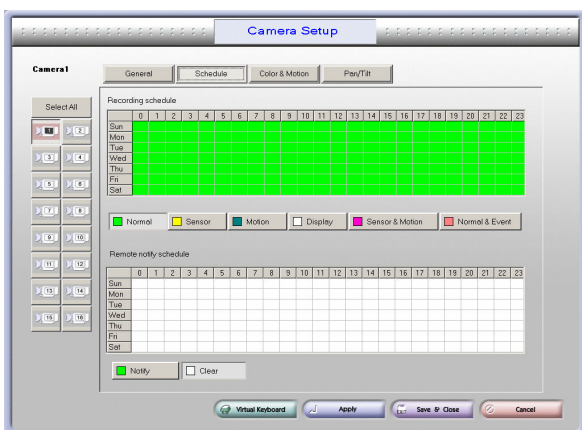 Camera Setup
Camera1
General Schedule Color & Motion Pan/Tilt
Select All
1 2
3 4
5 6
7 8
9 10
11 12
13 14
15 16
Recording schedule
0 1 2 3 4 5 6 7 8 9 10 11 12 13 14 15 16 17 18 19 20 21 22 23
Sun
Mon
Tue
Wed
Thu
Fri
Sat
Normal Sensor Motion Display Sensor & Motion Normal & Event
Remote notify schedule
0 1 2 3 4 5 6 7 8 9 10 11 12 13 14 15 16 17 18 19 20 21 22 23
Sun
Mon
Tue
Wed
Thu
Fri
Sat
Notify Clear
Virtual Keyboard Apply Save & Close Cancel